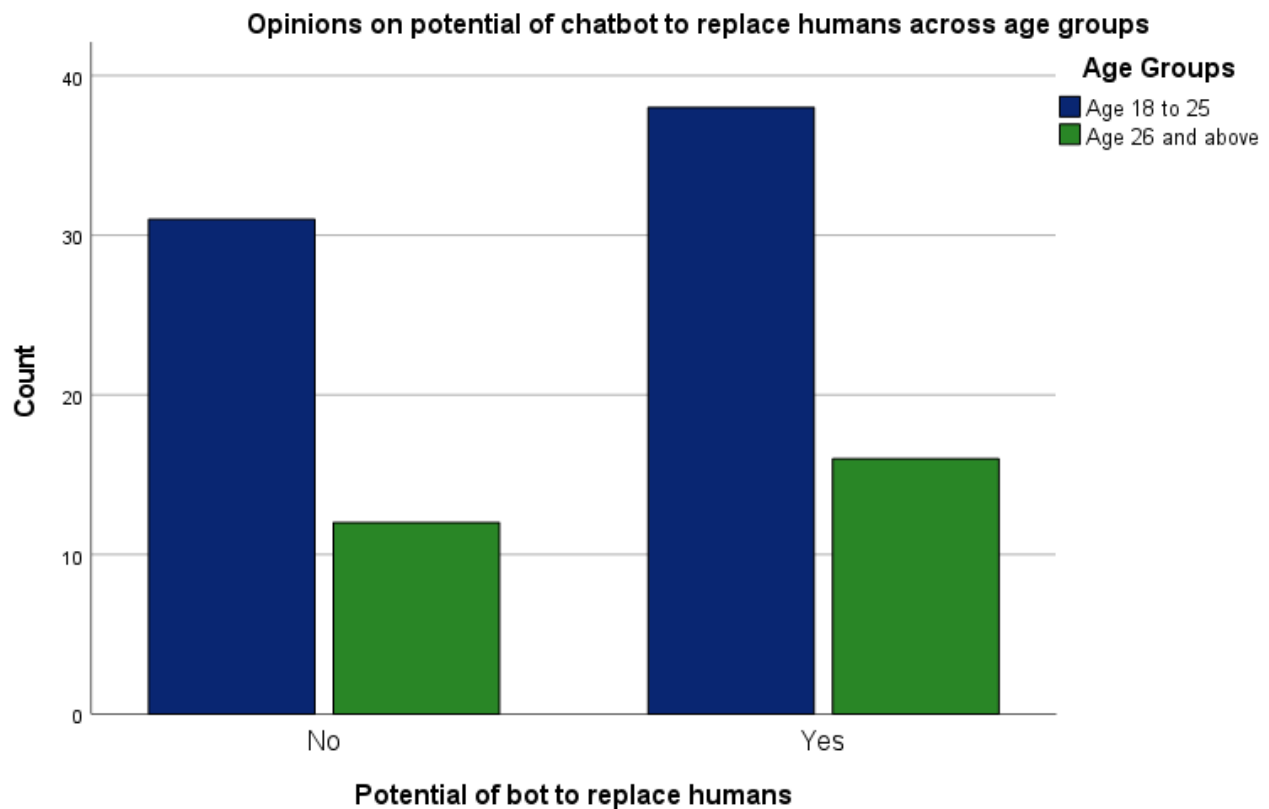 Opinions on potential of chatbot to replace humans across age groups
Age Groups
Age 18 to 25
Age 26 and above
Count
40
30
20
10
0
No
Yes
Potential of bot to replace humans